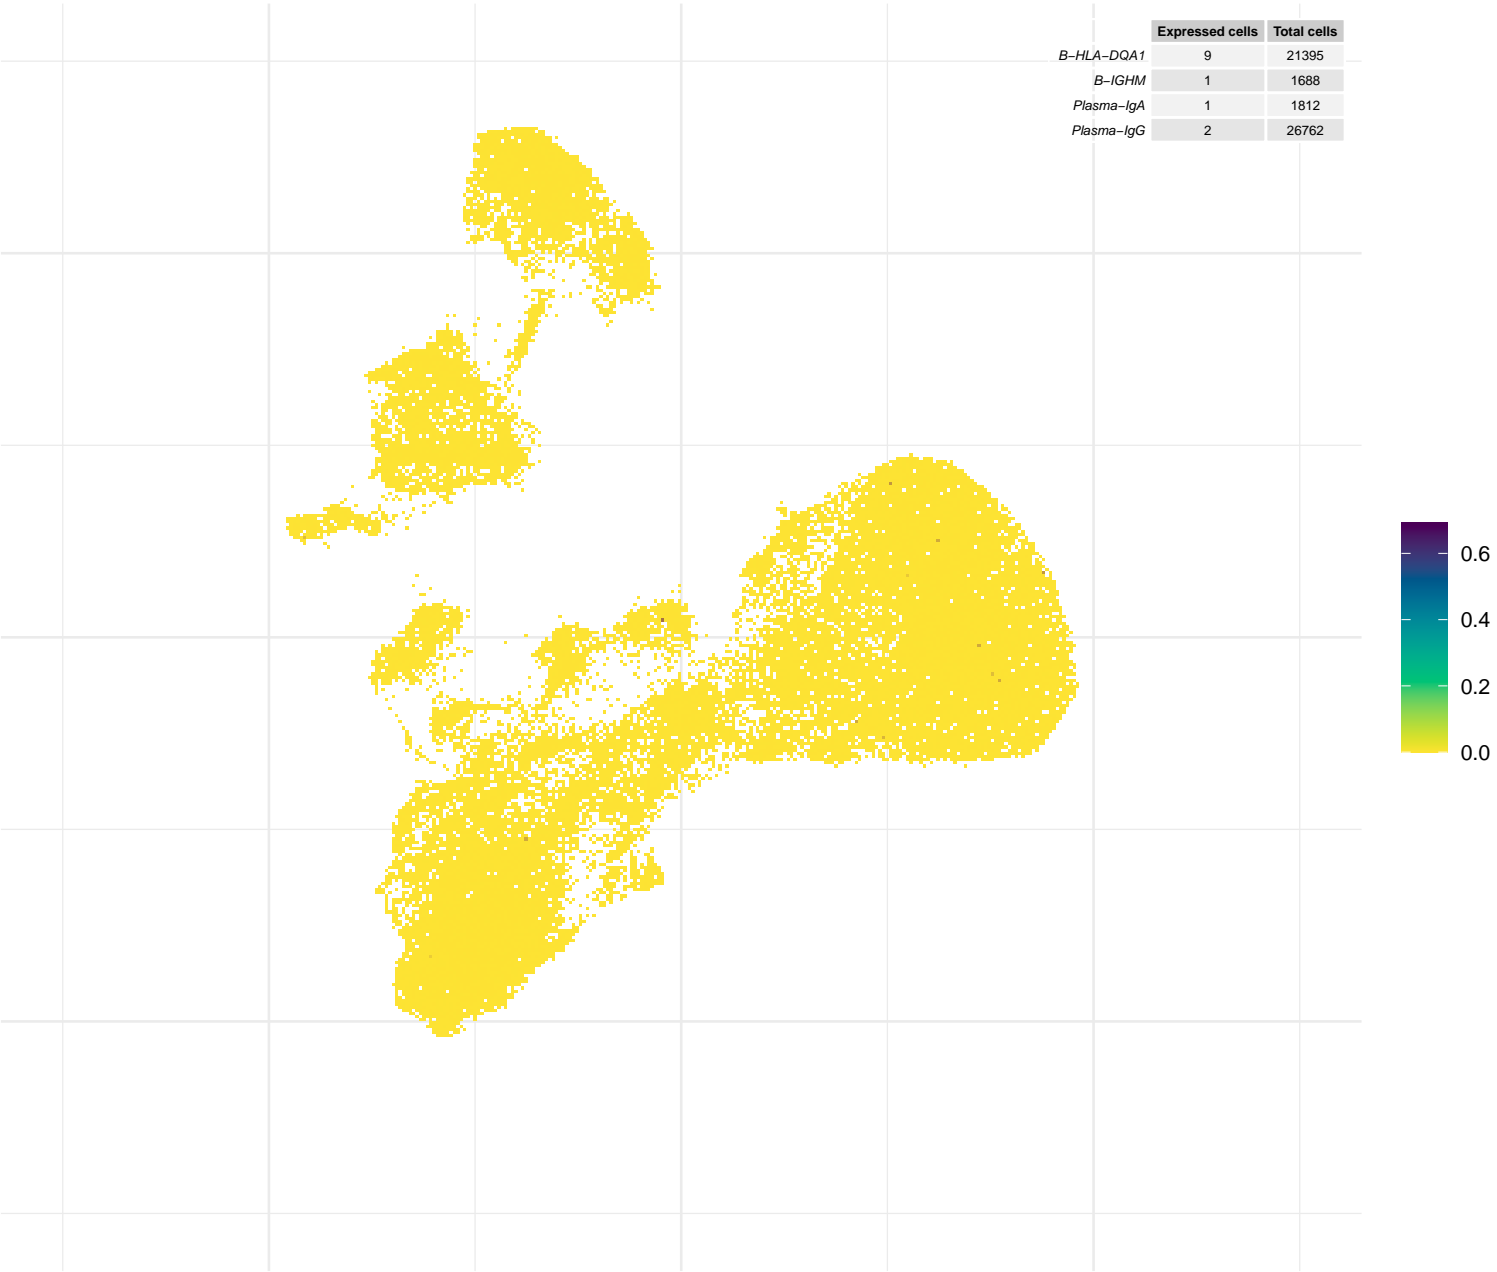 Expressed cells Total cells
B−HLA−DQA1 9 21395
B−IGHM 1 1688
Plasma−IgA 1 1812
Plasma−IgG 2 26762
0.6
0.4
0.2
0.0